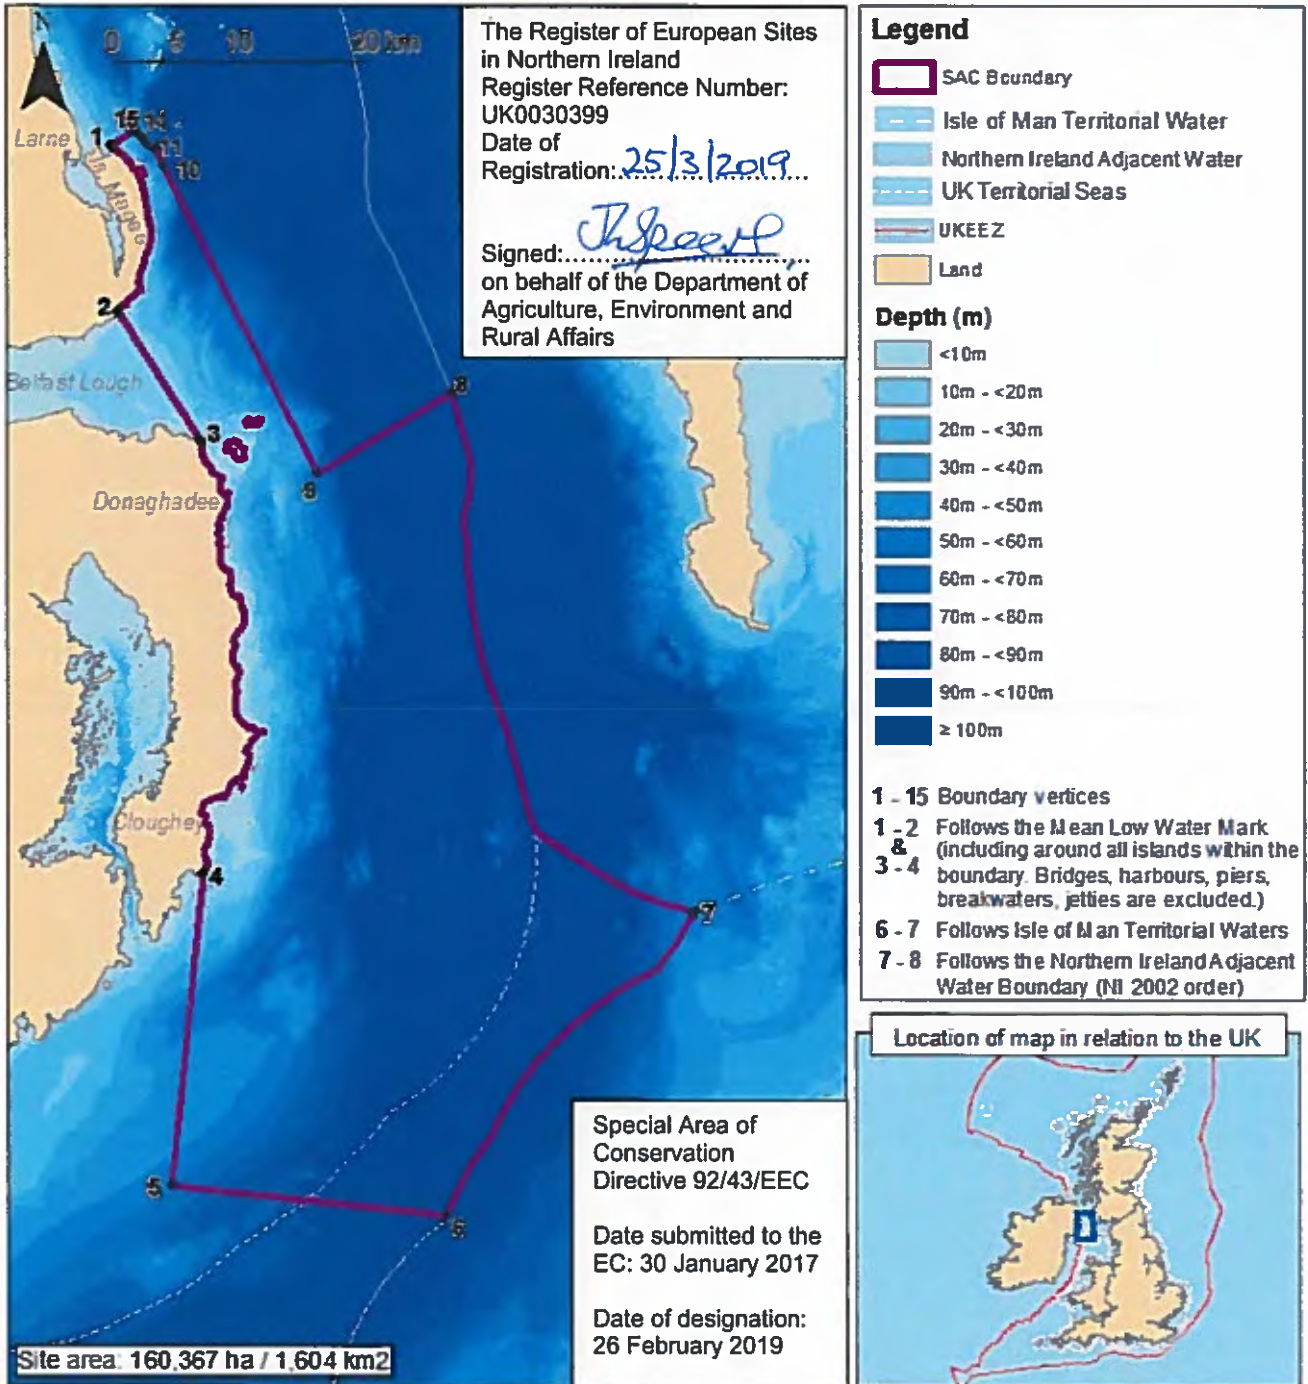 N
0 5 10 20 km
Larne
1
15
14
11
10
Is. Magee
2
Belfast Lough
3
Donaghadee
8
9
Cloughey
4
7
5
6
Site area: 160,367 ha / 1,604 km2
The Register of European Sites
in Northern Ireland
Register Reference Number:
UK0030399
Date of
Registration: 25/3/2019
Signed:
on behalf of the Department of
Agriculture, Environment and
Rural Affairs
Special Area of
Conservation
Directive 92/43/EEC
Date submitted to the
EC: 30 January 2017
Date of designation:
26 February 2019
Legend
SAC Boundary
Isle of Man Territorial Water
Northern Ireland Adjacent Water
UK Territorial Seas
UKEEZ
Land
Depth (m)
<10m
10m - <20m
20m - <30m
30m - <40m
40m - <50m
50m - <60m
60m - <70m
70m - <80m
80m - <90m
90m - <100m
≥ 100m
1 - 15 Boundary vertices
1 - 2 Follows the Mean Low Water Mark
& (including around all islands within the
3 - 4 boundary. Bridges, harbours, piers,
breakwaters, jetties are excluded.)
6 - 7 Follows Isle of Man Territorial Waters
7 - 8 Follows the Northern Ireland Adjacent
Water Boundary (NI 2002 order)
Location of map in relation to the UK